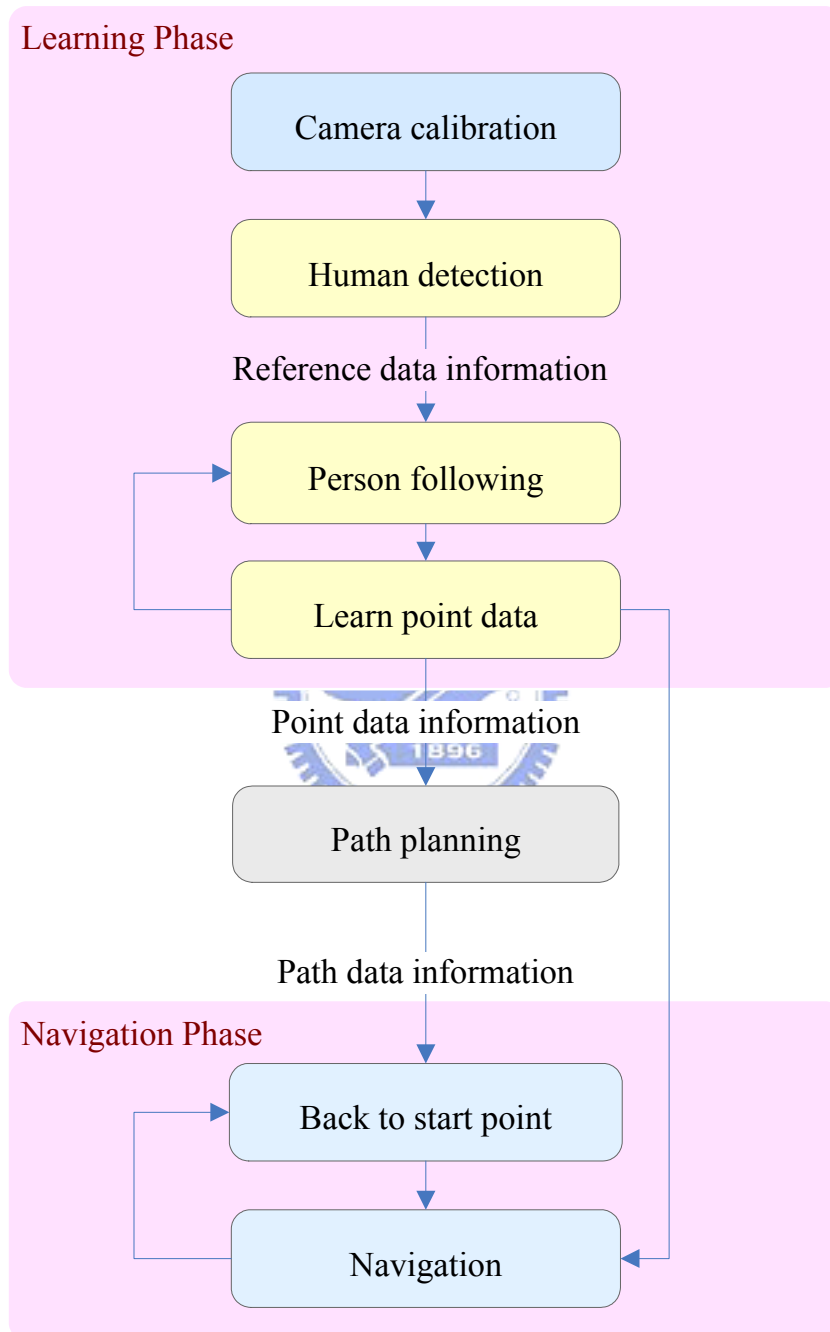 Learning Phase
Camera calibration
Human detection
Reference data information
Person following
Learn point data
Point data information
1896
Path planning
Path data information
Navigation Phase
Back to start point
Navigation